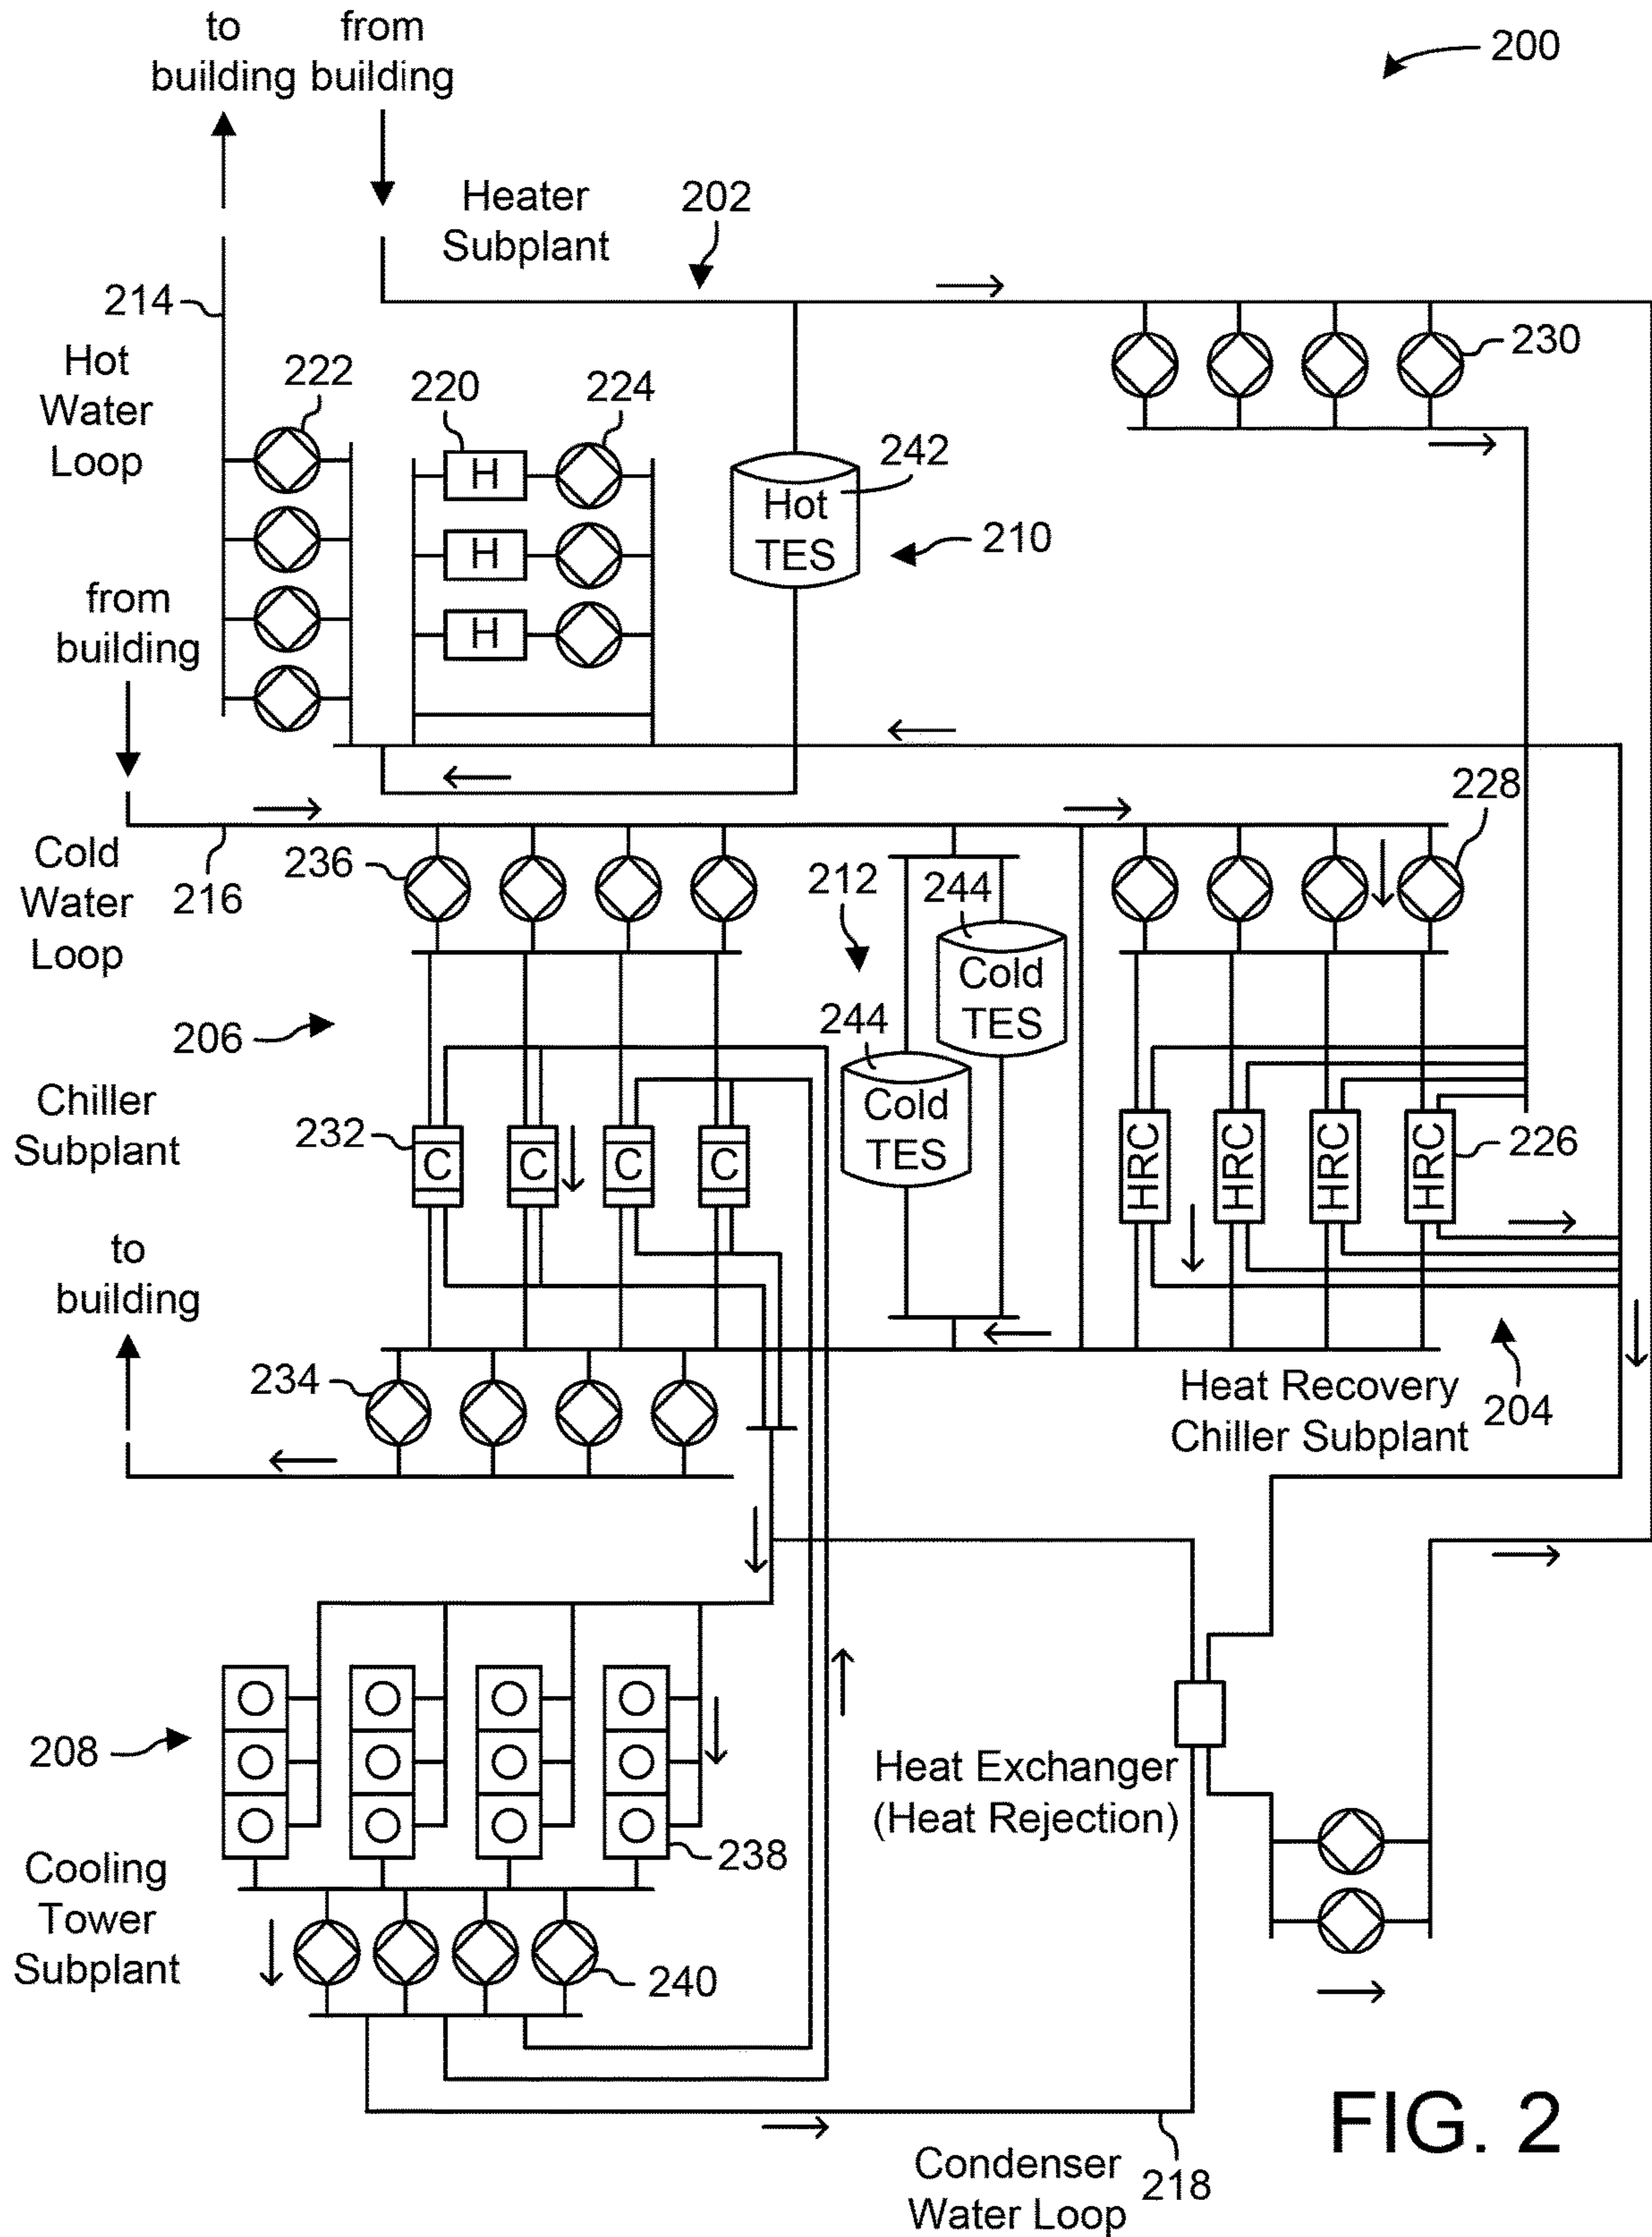 to from
building building
200
Heater
Subplant
202
214
Hot
Water
Loop
222
220
224
230
242
H
Hot
TES
210
H
H
from
building
228
Cold
Water
Loop
216
236
212
244
Cold
TES
244
Cold
TES
206
Chiller
Subplant
232
C
C
C
C
HRC
HRC
HRC
HRC
226
to
building
234
Heat Recovery
Chiller Subplant
204
208
Heat Exchanger
(Heat Rejection)
238
Cooling
Tower
Subplant
240
FIG. 2
Condenser
Water Loop
218